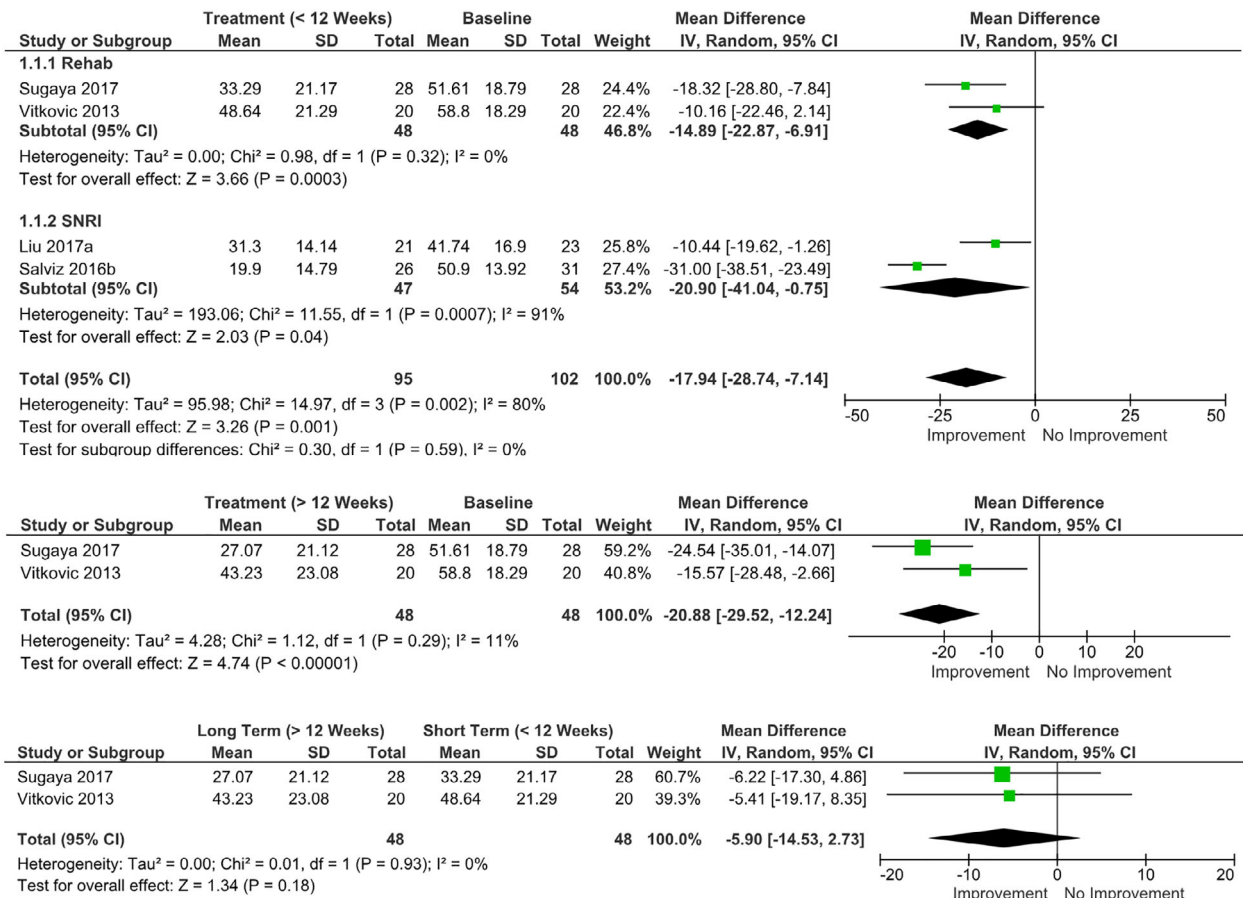 Treatment (< 12 Weeks) Baseline Mean Difference Mean Difference
Study or Subgroup Mean SD Total Mean SD Total Weight IV, Random, 95% CI IV, Random, 95% CI
1.1.1 Rehab
Sugaya 2017 33.29 21.17 28 51.61 18.79 28 24.4% -18.32 [-28.80, -7.84]
Vitkovic 2013 48.64 21.29 20 58.8 18.29 20 22.4% -10.16 [-22.46, 2.14]
Subtotal (95% CI) 48 48 46.8% -14.89 [-22.87, -6.91]
Heterogeneity: Tau² = 0.00; Chi² = 0.98, df = 1 (P = 0.32); I² = 0%
Test for overall effect: Z = 3.66 (P = 0.0003)
1.1.2 SNRI
Liu 2017a 31.3 14.14 21 41.74 16.9 23 25.8% -10.44 [-19.62, -1.26]
Salviz 2016b 19.9 14.79 26 50.9 13.92 31 27.4% -31.00 [-38.51, -23.49]
Subtotal (95% CI) 47 54 53.2% -20.90 [-41.04, -0.75]
Heterogeneity: Tau² = 193.06; Chi² = 11.55, df = 1 (P = 0.0007); I² = 91%
Test for overall effect: Z = 2.03 (P = 0.04)
Total (95% CI) 95 102 100.0% -17.94 [-28.74, -7.14]
Heterogeneity: Tau² = 95.98; Chi² = 14.97, df = 3 (P = 0.002); I² = 80%
Test for overall effect: Z = 3.26 (P = 0.001)
Test for subgroup differences: Chi² = 0.30, df = 1 (P = 0.59), I² = 0%
-50 -25 0 25 50
Improvement No Improvement
Treatment (> 12 Weeks) Baseline Mean Difference Mean Difference
Study or Subgroup Mean SD Total Mean SD Total Weight IV, Random, 95% CI IV, Random, 95% CI
Sugaya 2017 27.07 21.12 28 51.61 18.79 28 59.2% -24.54 [-35.01, -14.07]
Vitkovic 2013 43.23 23.08 20 58.8 18.29 20 40.8% -15.57 [-28.48, -2.66]
Total (95% CI) 48 48 100.0% -20.88 [-29.52, -12.24]
Heterogeneity: Tau² = 4.28; Chi² = 1.12, df = 1 (P = 0.29); I² = 11%
Test for overall effect: Z = 4.74 (P < 0.00001)
-20 -10 0 10 20
Improvement No Improvement
Long Term (> 12 Weeks) Short Term (< 12 Weeks) Mean Difference Mean Difference
Study or Subgroup Mean SD Total Mean SD Total Weight IV, Random, 95% CI IV, Random, 95% CI
Sugaya 2017 27.07 21.12 28 33.29 21.17 28 60.7% -6.22 [-17.30, 4.86]
Vitkovic 2013 43.23 23.08 20 48.64 21.29 20 39.3% -5.41 [-19.17, 8.35]
Total (95% CI) 48 48 100.0% -5.90 [-14.53, 2.73]
Heterogeneity: Tau² = 0.00; Chi² = 0.01, df = 1 (P = 0.93); I² = 0%
Test for overall effect: Z = 1.34 (P = 0.18)
-20 -10 0 10 20
Improvement No Improvement